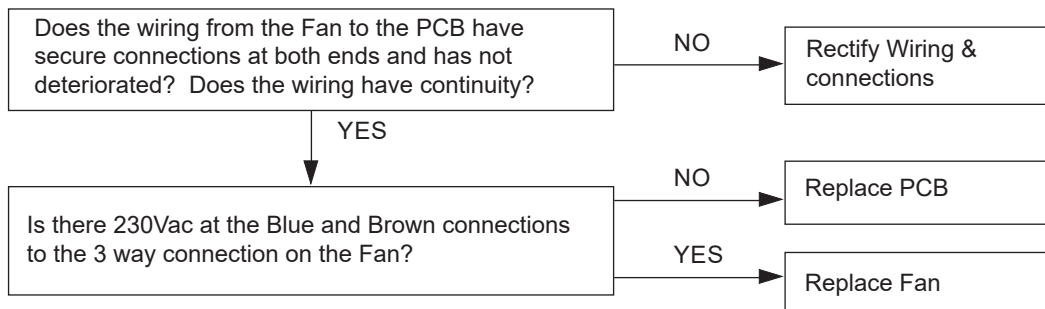 Does the wiring from the Fan to the PCB have
secure connections at both ends and has not
deteriorated?  Does the wiring have continuity?
NO
Rectify Wiring &
connections
YES
Is there 230Vac at the Blue and Brown connections
to the 3 way connection on the Fan?
NO
Replace PCB
YES
Replace Fan